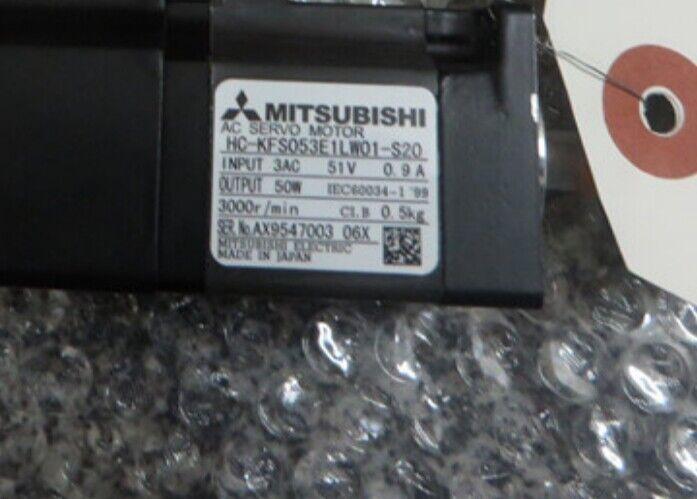 MITSUBISHI
AC SERVO MOTOR
HC-KFS053E1LW01-S20
INPUT 3AC 51V 0.9A
OUTPUT 50W IEC60034-1 '99
3000r/min Cl.B 0.5kg
SER.No.AX9547003 06X
MITSUBISHI ELECTRIC
MADE IN JAPAN